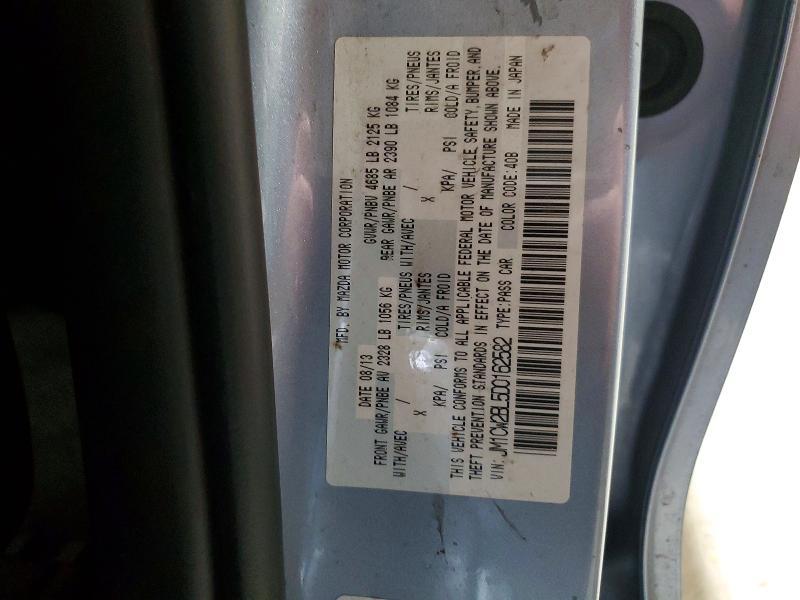 MFD. BY MAZDA MOTOR CORPORATION
DATE 08/13 GVWR/PNBV 4685 LB 2125 KG
FRONT GAWR/PNBE AV 2328 LB 1056 KG REAR GAWR/PNBE AR 2390 LB 1084 KG
WITH/AVEC / TIRES/PNEUS WITH/AVEC / TIRES/PNEUS
X RIMS/JANTES X RIMS/JANTES
KPA/ PSI COLD/A FROID KPA/ PSI COLD/A FROID
THIS VEHICLE CONFORMS TO ALL APPLICABLE FEDERAL MOTOR VEHICLE SAFETY, BUMPER, AND
THEFT PREVENTION STANDARDS IN EFFECT ON THE DATE OF MANUFACTURE SHOWN ABOVE.
VIN: JM1CW2BL5D0162582 TYPE:PASS CAR COLOR CODE:40B MADE IN JAPAN